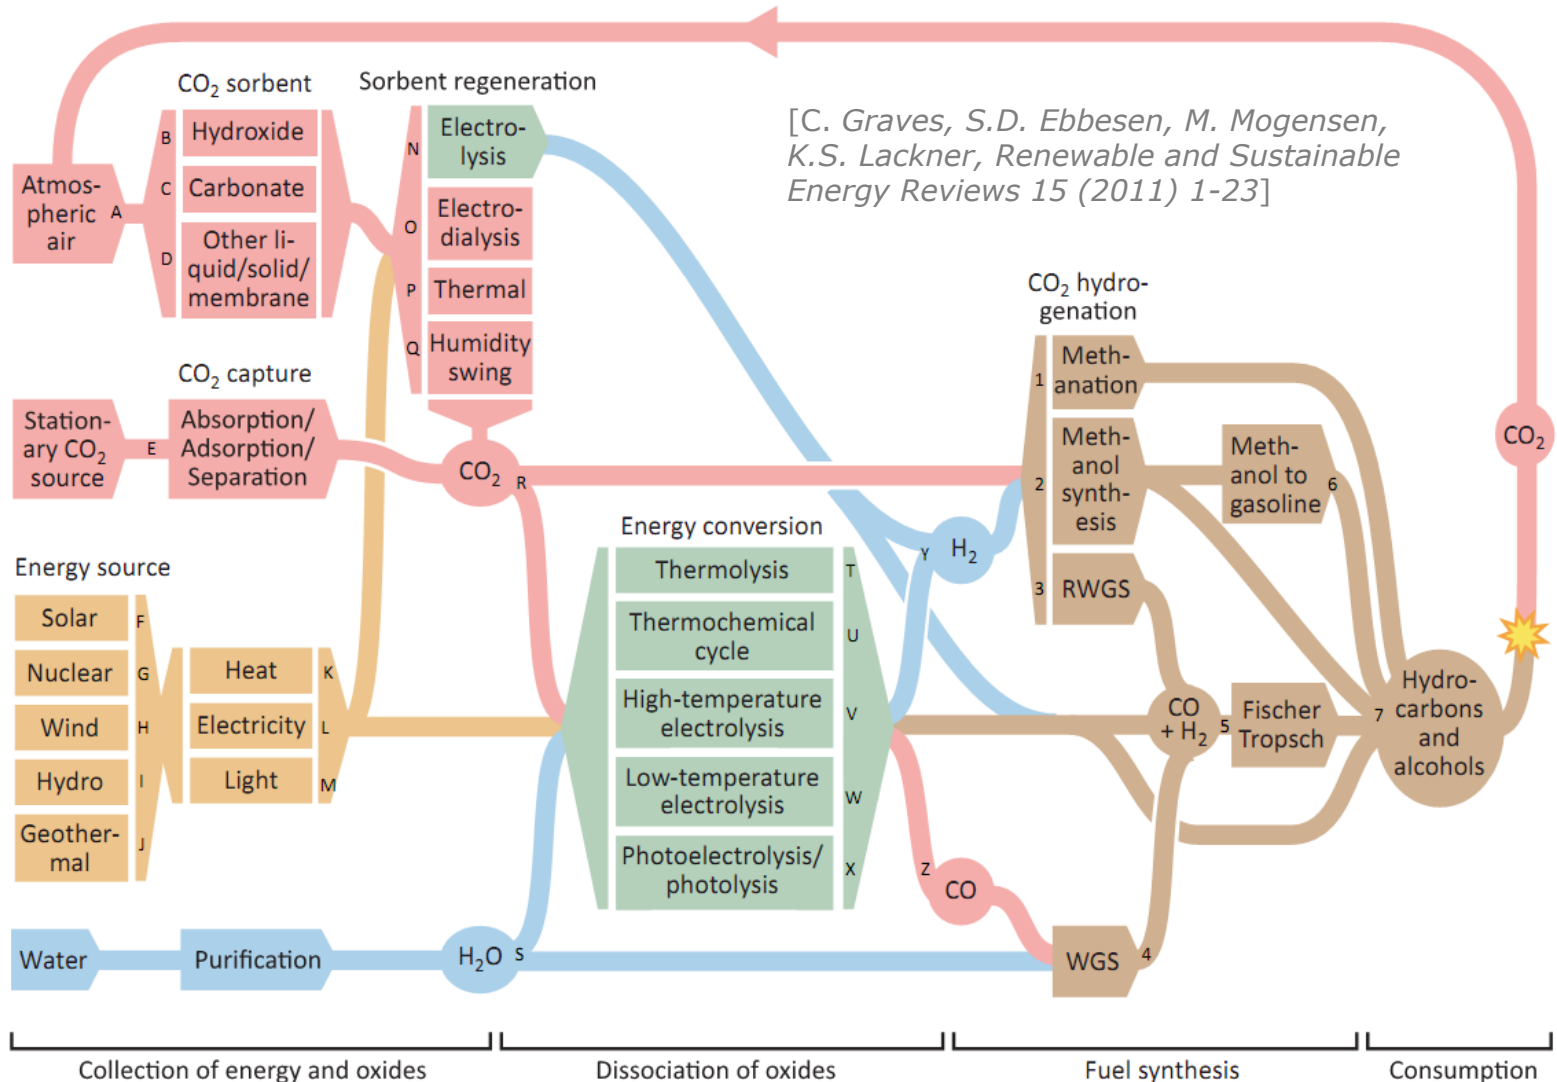 CO₂ sorbent
Sorbent regeneration
[C. Graves, S.D. Ebbesen, M. Mogensen,
K.S. Lackner, Renewable and Sustainable
Energy Reviews 15 (2011) 1-23]
Atmos-
pheric
air
A
B
Hydroxide
C
Carbonate
D
Other li-
quid/solid/
membrane
N
Electro-
lysis
O
Electro-
dialysis
P
Thermal
Q
Humidity
swing
CO₂ capture
Station-
ary CO₂
source
E
Absorption/
Adsorption/
Separation
CO₂
R
Energy source
Solar
F
Nuclear
G
Wind
H
Hydro
I
Geother-
mal
J
Heat
K
Electricity
L
Light
M
Water
Purification
H₂O
S
Energy conversion
Thermolysis
T
Thermochemical
cycle
U
High-temperature
electrolysis
V
Low-temperature
electrolysis
W
Photoelectrolysis/
photolysis
X
Y
H₂
Z
CO
CO₂ hydro-
genation
1
Meth-
anation
2
Meth-
anol
synth-
esis
3
RWGS
Meth-
anol to
gasoline
6
CO
+ H₂
5
Fischer
Tropsch
WGS
4
7
Hydro-
carbons
and
alcohols
CO₂
Collection of energy and oxides
Dissociation of oxides
Fuel synthesis
Consumption